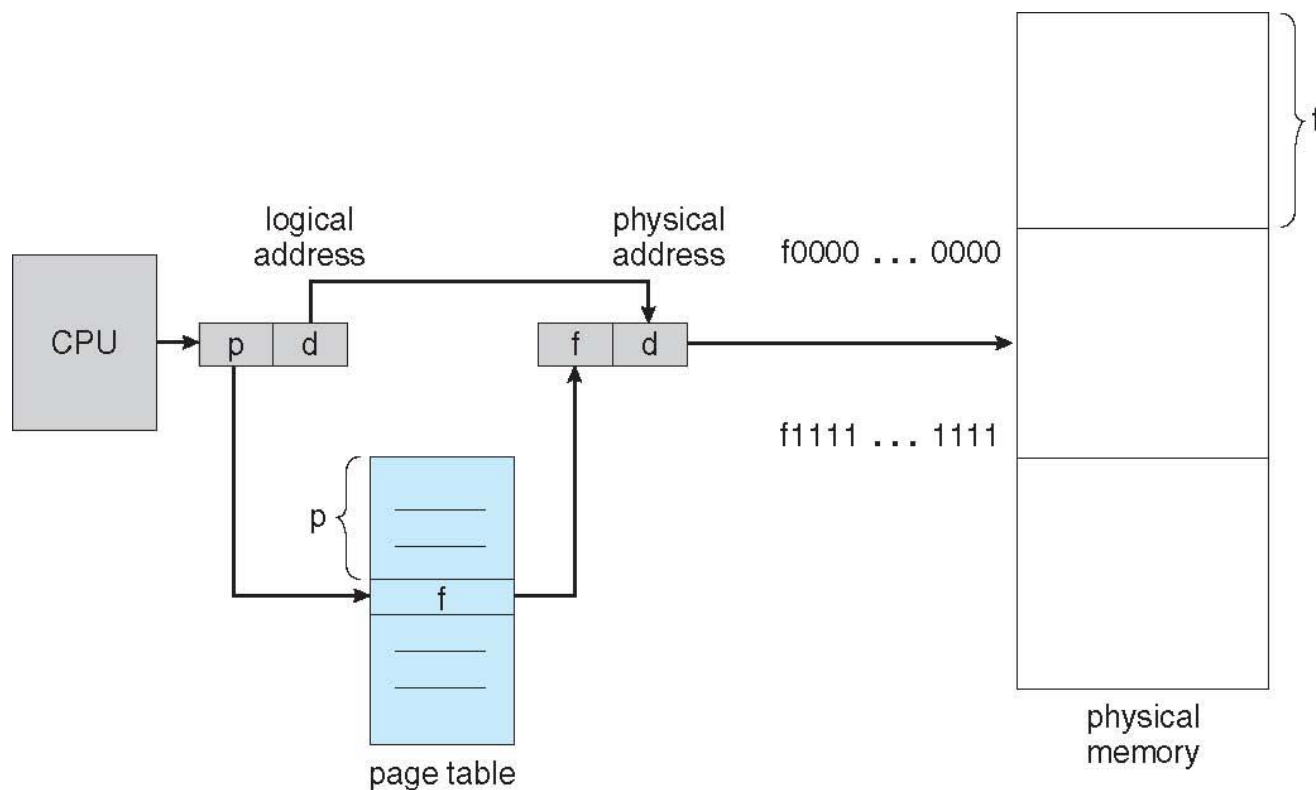 f
logical
address
physical
address
f0000 ... 0000
CPU
p d
f d
f1111 ... 1111
p
f
page table
physical
memory